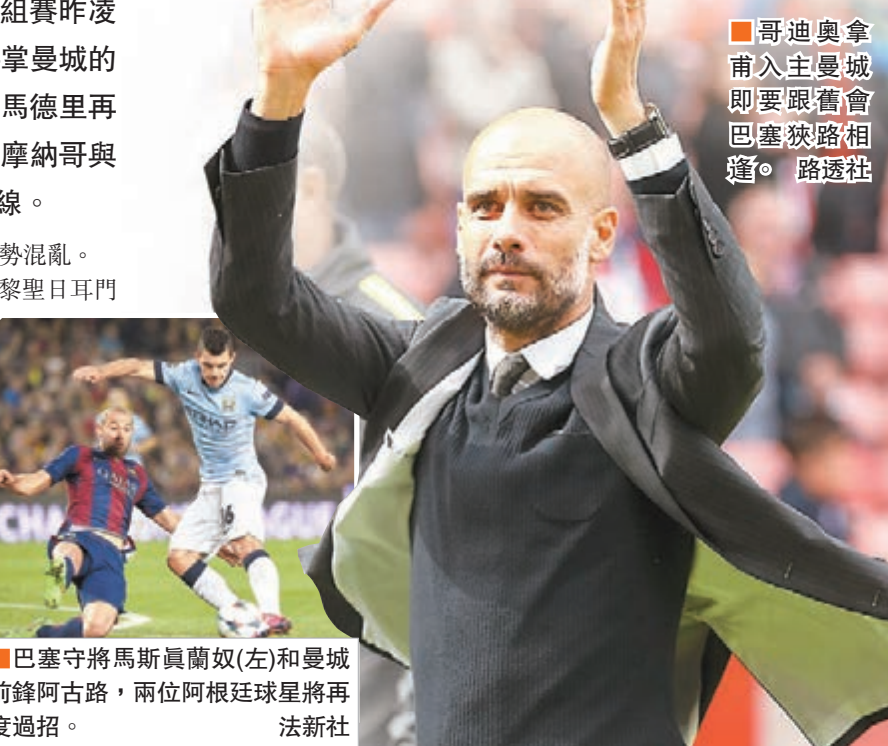 組賽昨凌
掌曼城的
馬德里再
摩納哥與
線。
勢混亂。
黎聖日耳門
■哥迪奧拿
甫入主曼城
即要跟舊會
巴塞狹路相
逢。 路透社
■巴塞守將馬斯眞蘭奴(左)和曼城
前鋒阿古路，兩位阿根廷球星將再
度過招。 法新社